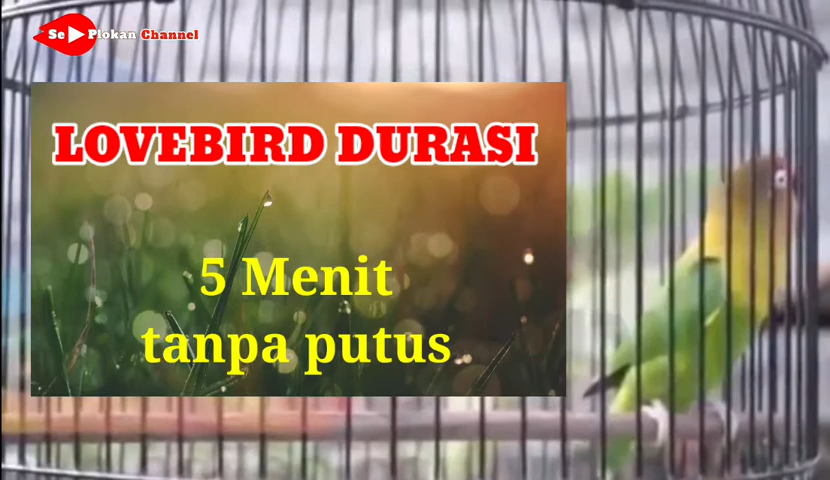 Se Plokan Channel
LOVEBIRD DURASI
5 Menit
tanpa putus